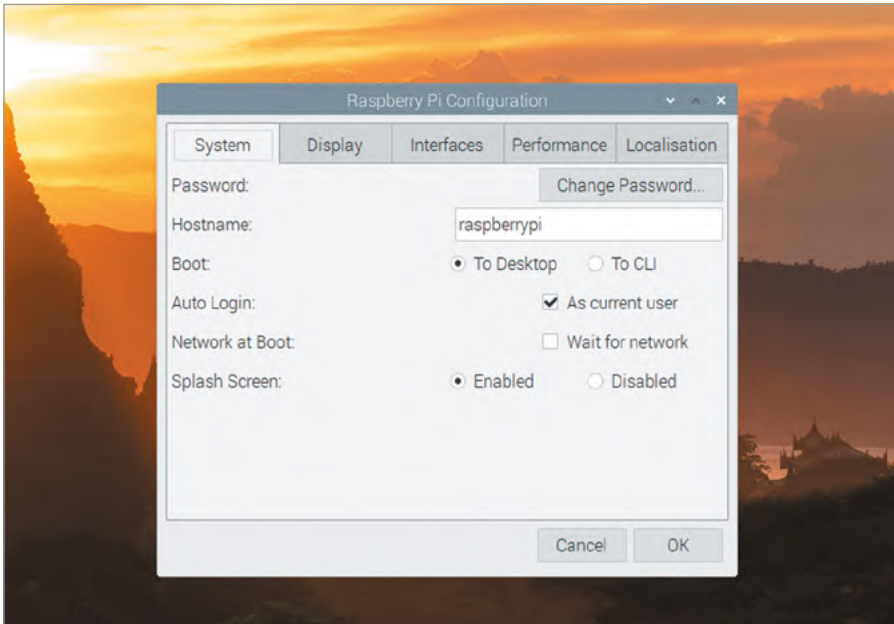 Raspberry Pi Configuration
System Display Interfaces Performance Localisation
Password: Change Password...
Hostname: raspberrypi
Boot: To Desktop To CLI
Auto Login: As current user
Network at Boot: Wait for network
Splash Screen: Enabled Disabled
Cancel OK